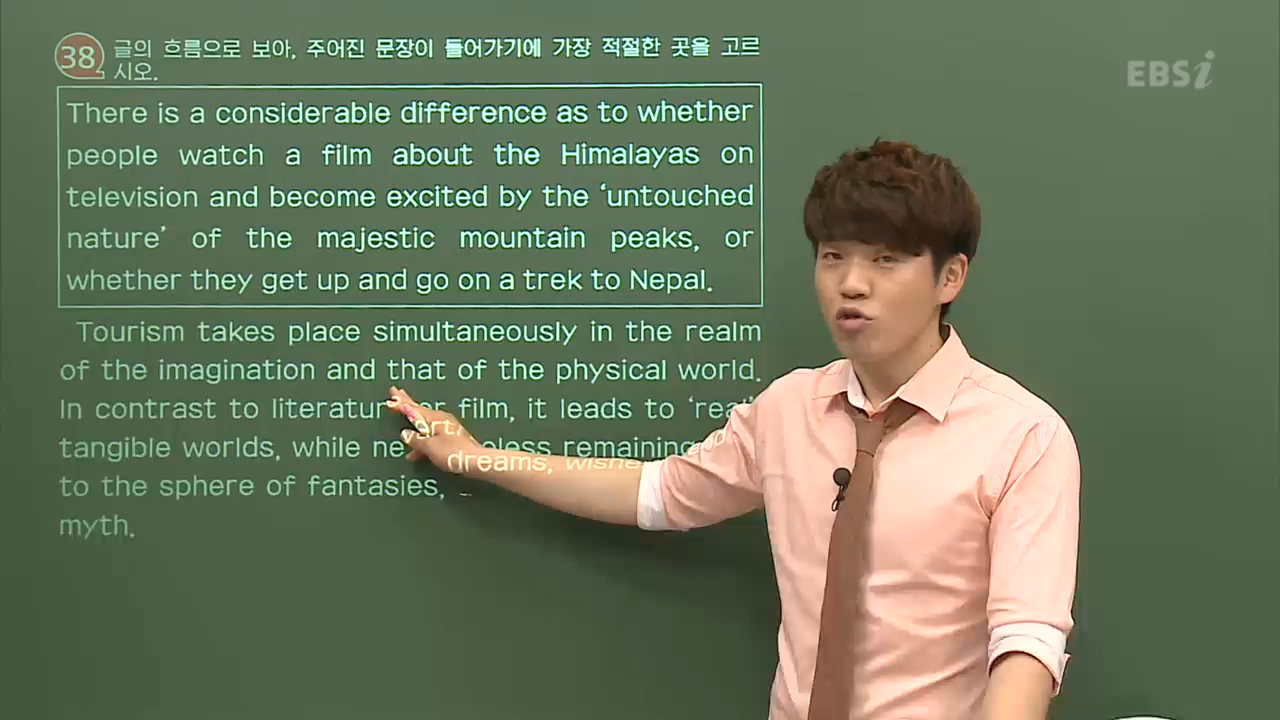 38 글의 흐름으로 보아, 주어진 문장이 들어가기에 가장 적절한 곳을 고르
시오.
EBSi
There is a considerable difference as to whether
people watch a film about the Himalayas on
television and become excited by the ‘untouched
nature’ of the majestic mountain peaks, or
whether they get up and go on a trek to Nepal.
Tourism takes place simultaneously in the realm
of the imagination and that of the physical world.
In contrast to film, it leads to ‘real’
tangible worlds, while remaining
dreams,
to the sphere of fantasies,
myth.